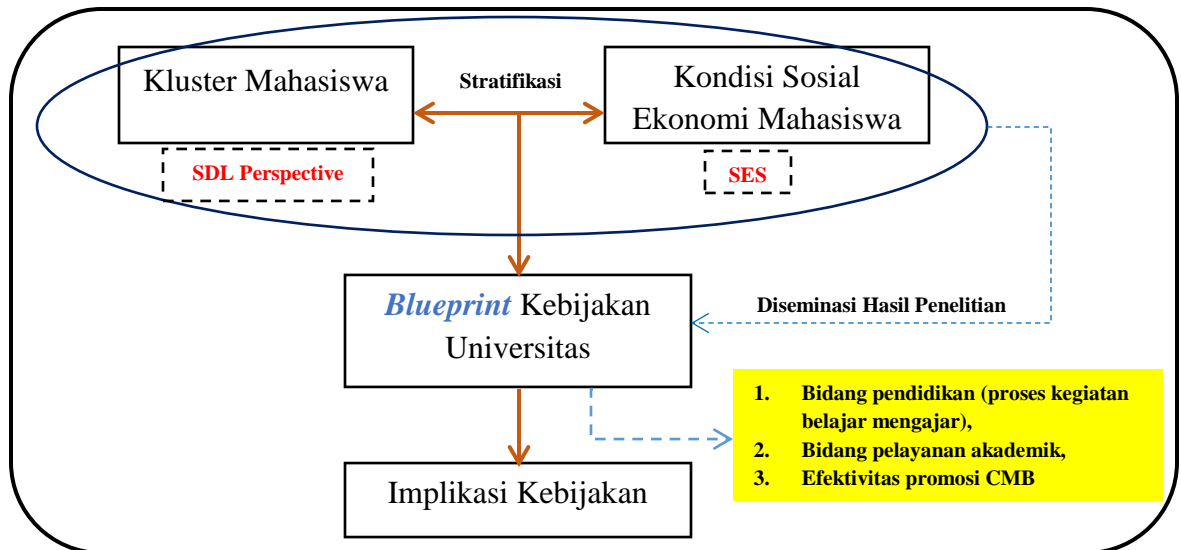 Kluster Mahasiswa
Stratifikasi
Kondisi Sosial
Ekonomi Mahasiswa
SDL Perspective
SES
Blueprint Kebijakan
Universitas
Diseminasi Hasil Penelitian
1. Bidang pendidikan (proses kegiatan
belajar mengajar),
2. Bidang pelayanan akademik,
3. Efektivitas promosi CMB
Implikasi Kebijakan